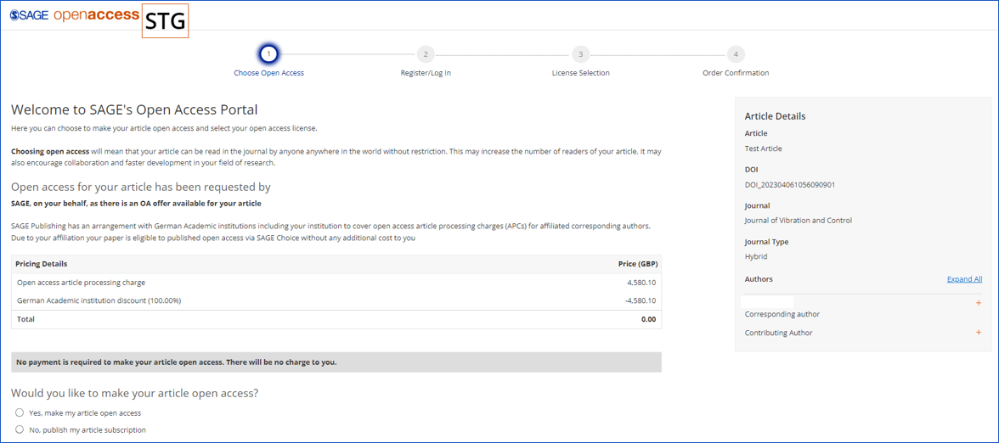 SAGE openaccess STG
1 2 3 4
Choose Open Access Register/Log In License Selection Order Confirmation
Welcome to SAGE's Open Access Portal
Here you can choose to make your article open access and select your open access license.
Choosing open access will mean that your article can be read in the journal by anyone anywhere in the world without restriction. This may increase the number of readers of your article. It may
also encourage collaboration and faster development in your field of research.
Open access for your article has been requested by
SAGE, on your behalf, as there is an OA offer available for your article
SAGE Publishing has an arrangement with German Academic institutions including your institution to cover open access article processing charges (APCs) for affiliated corresponding authors.
Due to your affiliation your paper is eligible to published open access via SAGE Choice without any additional cost to you
Pricing Details Price (GBP)
Open access article processing charge 4,580.10
German Academic institution discount (100.00%) -4,580.10
Total 0.00
No payment is required to make your article open access. There will be no charge to you.
Would you like to make your article open access?
Yes, make my article open access
No, publish my article subscription
Article Details
Article
Test Article
DOI
DOI_202304061056090901
Journal
Journal of Vibration and Control
Journal Type
Hybrid
Authors Expand All
+
Corresponding author
Contributing Author +